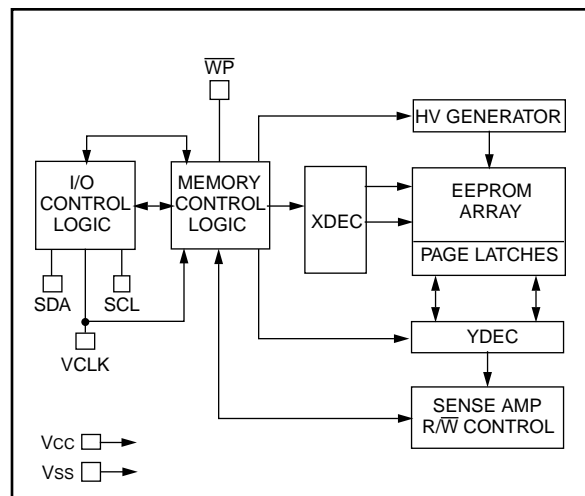 W̅P̅
HV GENERATOR
I/O
CONTROL
LOGIC
MEMORY
CONTROL
LOGIC
XDEC
EEPROM
ARRAY
PAGE LATCHES
SDA
SCL
VCLK
YDEC
SENSE AMP
R/W̅ CONTROL
Vcc
Vss